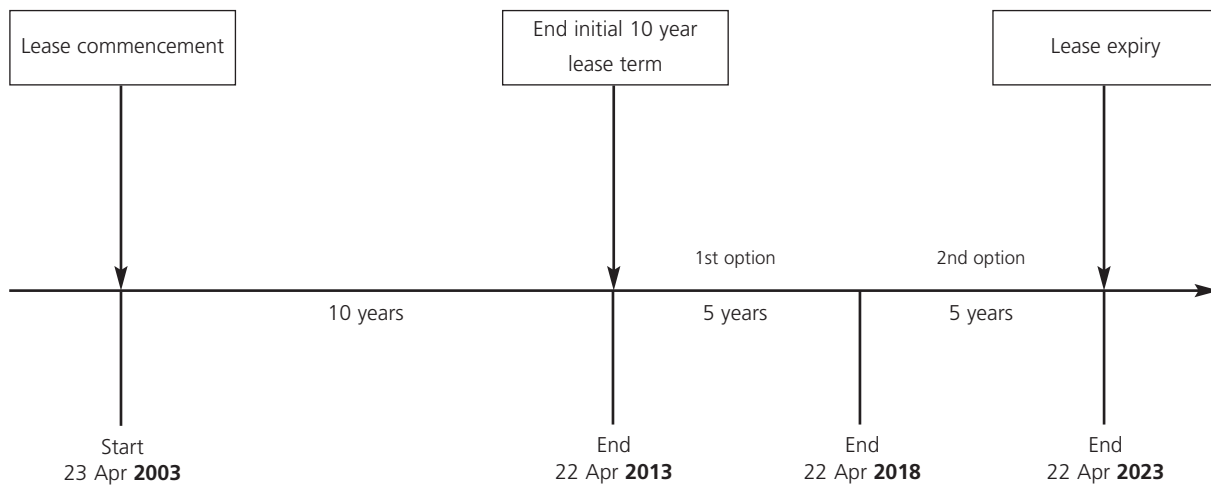 Lease commencement
End initial 10 year
lease term
Lease expiry
1st option
2nd option
10 years
5 years
5 years
Start
23 Apr 2003
End
22 Apr 2013
End
22 Apr 2018
End
22 Apr 2023